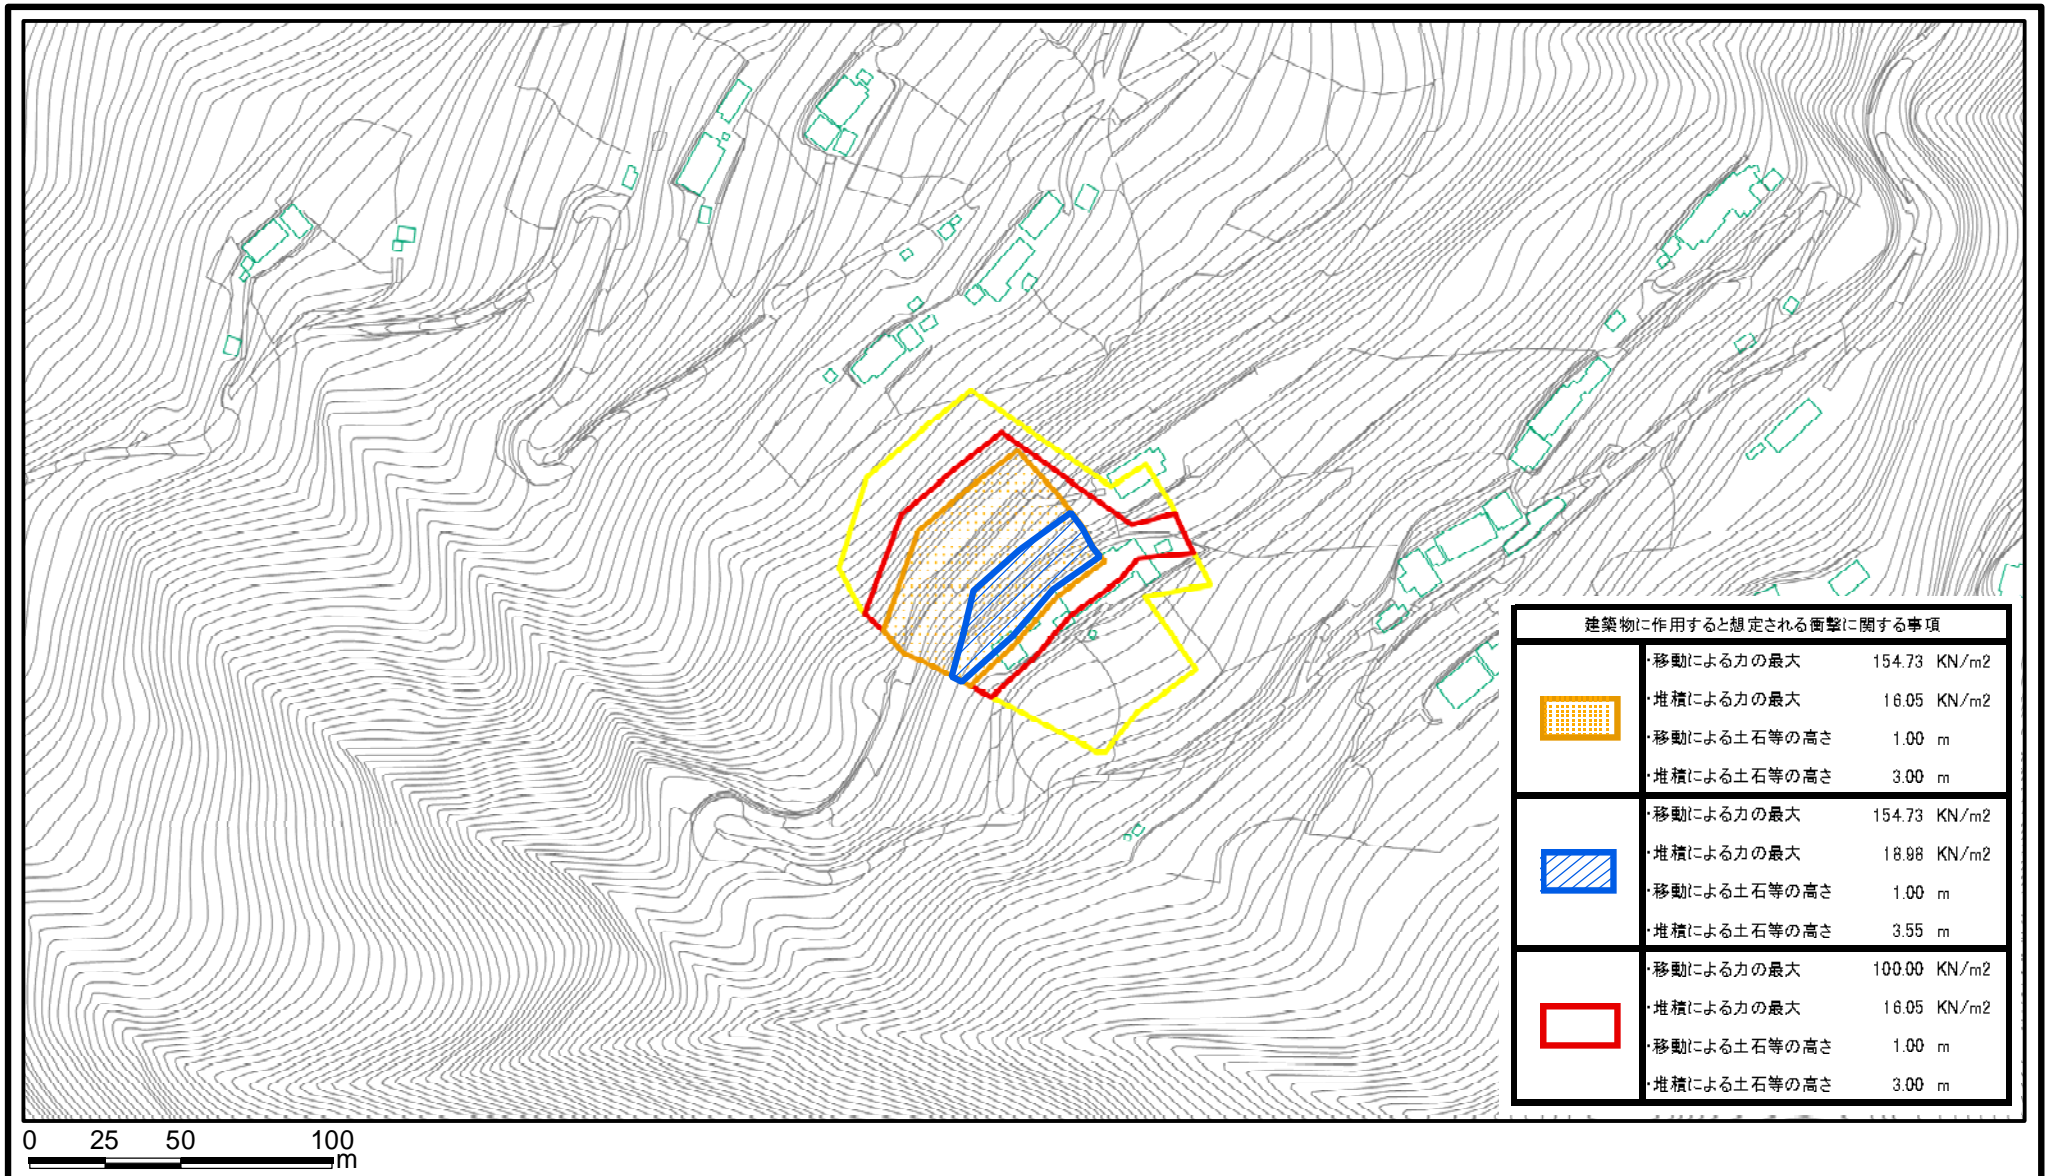 建築物に作用すると想定される衝撃に関する事項
・移動による力の最大 154.73 KN/m2
・堆積による力の最大 16.05 KN/m2
・移動による土石等の高さ 1.00 m
・堆積による土石等の高さ 3.00 m
・移動による力の最大 154.73 KN/m2
・堆積による力の最大 18.98 KN/m2
・移動による土石等の高さ 1.00 m
・堆積による土石等の高さ 3.55 m
・移動による力の最大 100.00 KN/m2
・堆積による力の最大 16.05 KN/m2
・移動による土石等の高さ 1.00 m
・堆積による土石等の高さ 3.00 m
0 25 50 100
m